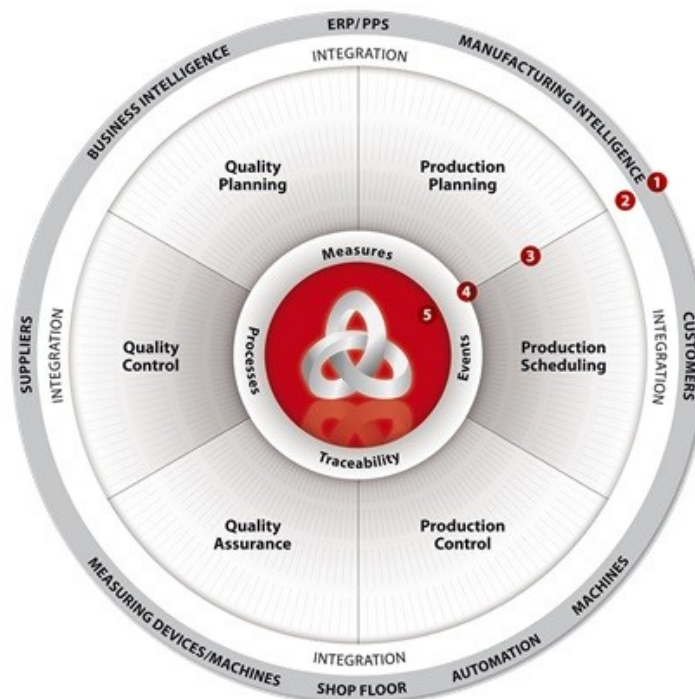 ERP/PPS
MANUFACTURING INTELLIGENCE
CUSTOMERS
MACHINES
AUTOMATION
SHOP FLOOR
MEASURING DEVICES/MACHINES
SUPPLIERS
BUSINESS INTELLIGENCE
INTEGRATION
INTEGRATION
INTEGRATION
INTEGRATION
Quality
Planning
Production
Planning
Quality
Control
Production
Scheduling
Quality
Assurance
Production
Control
Measures
Events
Traceability
Processes
1
2
3
4
5